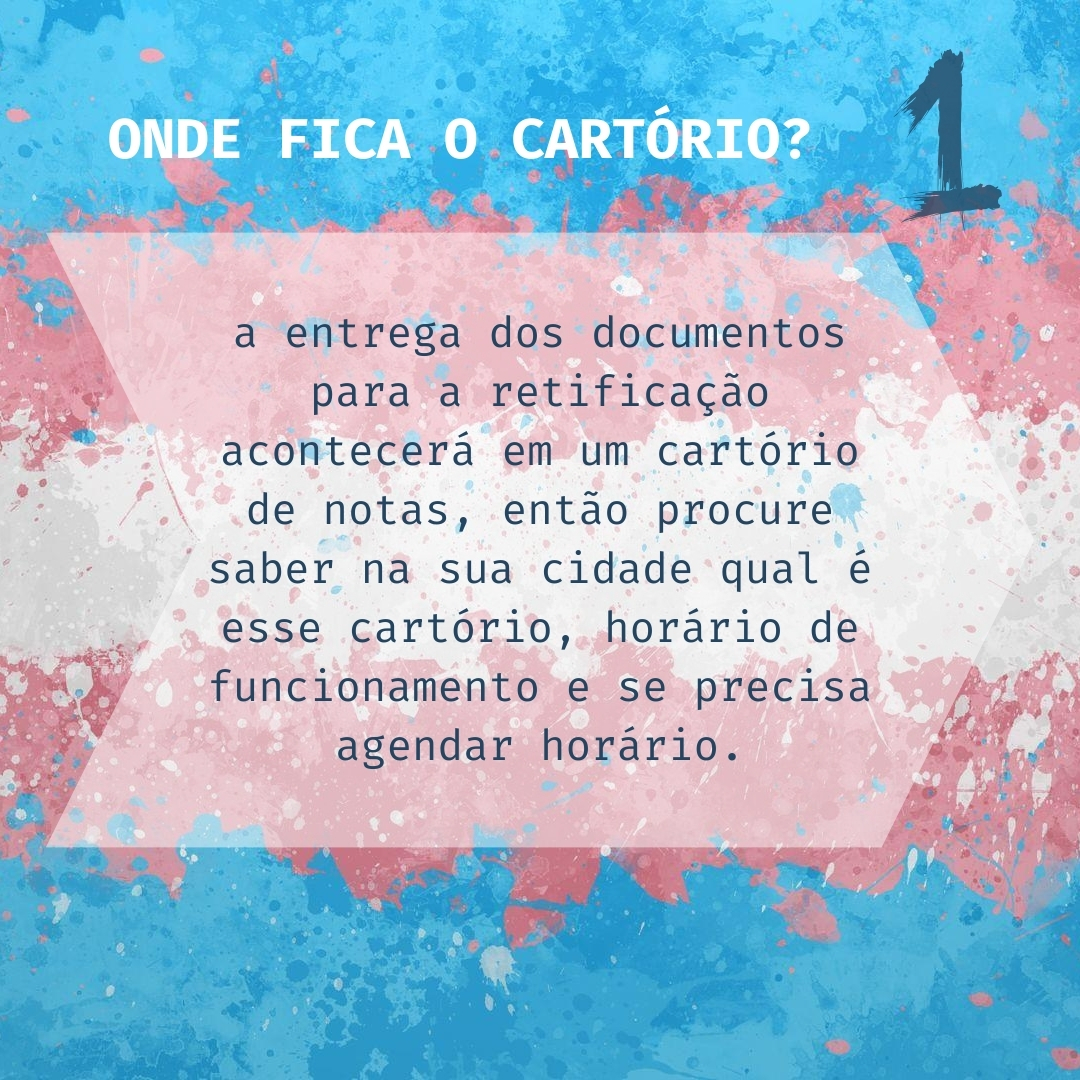 ONDE FICA O CARTÓRIO?
1
a entrega dos documentos
para a retificação
acontecerá em um cartório
de notas, então procure
saber na sua cidade qual é
esse cartório, horário de
funcionamento e se precisa
agendar horário.